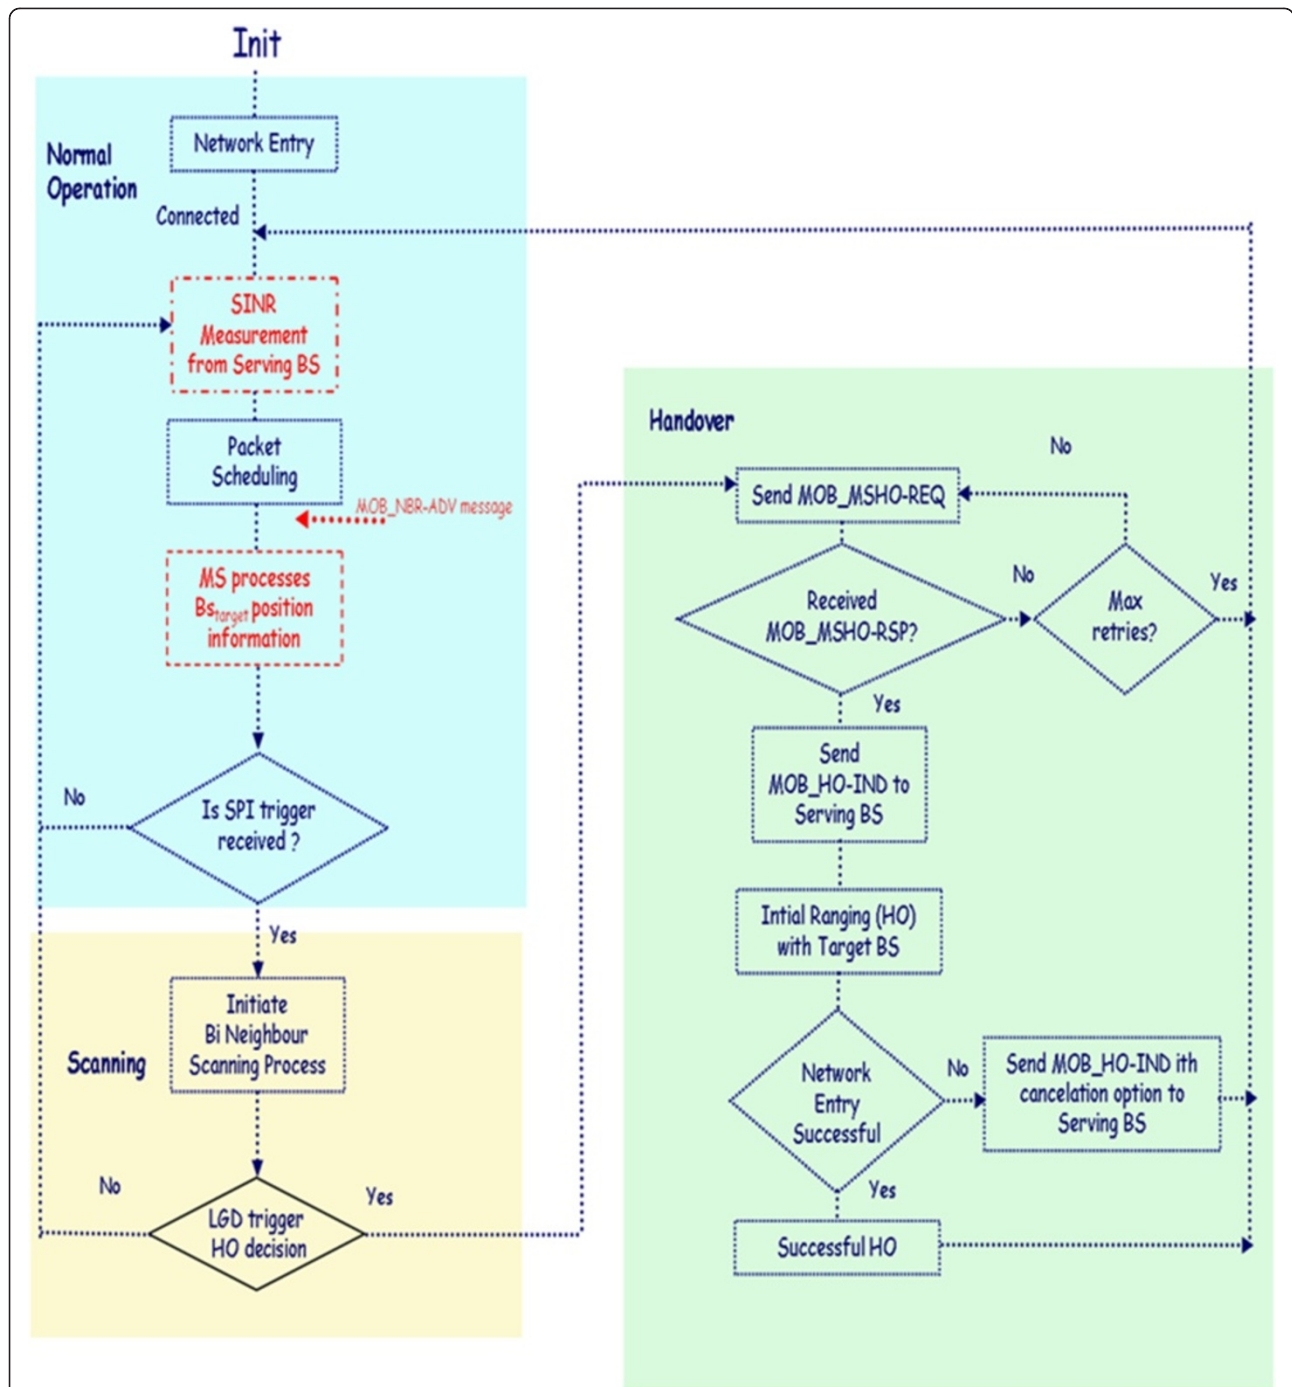 Init
Network Entry
Normal
Operation
Connected
SINR
Measurement
from Serving BS
Packet
Scheduling
MOB_NBR-ADV message
MS processes
Bstarget position
information
No
Is SPI trigger
received ?
Yes
Initiate
Bi Neighbour
Scanning Process
Scanning
No
Yes
LGD trigger
HO decision
Handover
No
Send MOB_MSHO-REQ
Received
MOB_MSHO-RSP?
No
Max
retries?
Yes
Yes
Send
MOB_HO-IND to
Serving BS
Intial Ranging (HO)
with Target BS
Network
Entry
Successful
No
Send MOB_HO-IND ith
cancelation option to
Serving BS
Yes
Successful HO